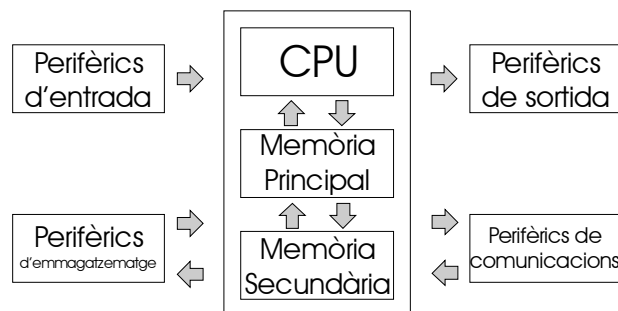 Perifèrics
d'entrada
CPU
Perifèrics
de sortida
Memòria
Principal
Perifèrics
d'emmagatzematge
Memòria
Secundària
Perifèrics de
comunicacions